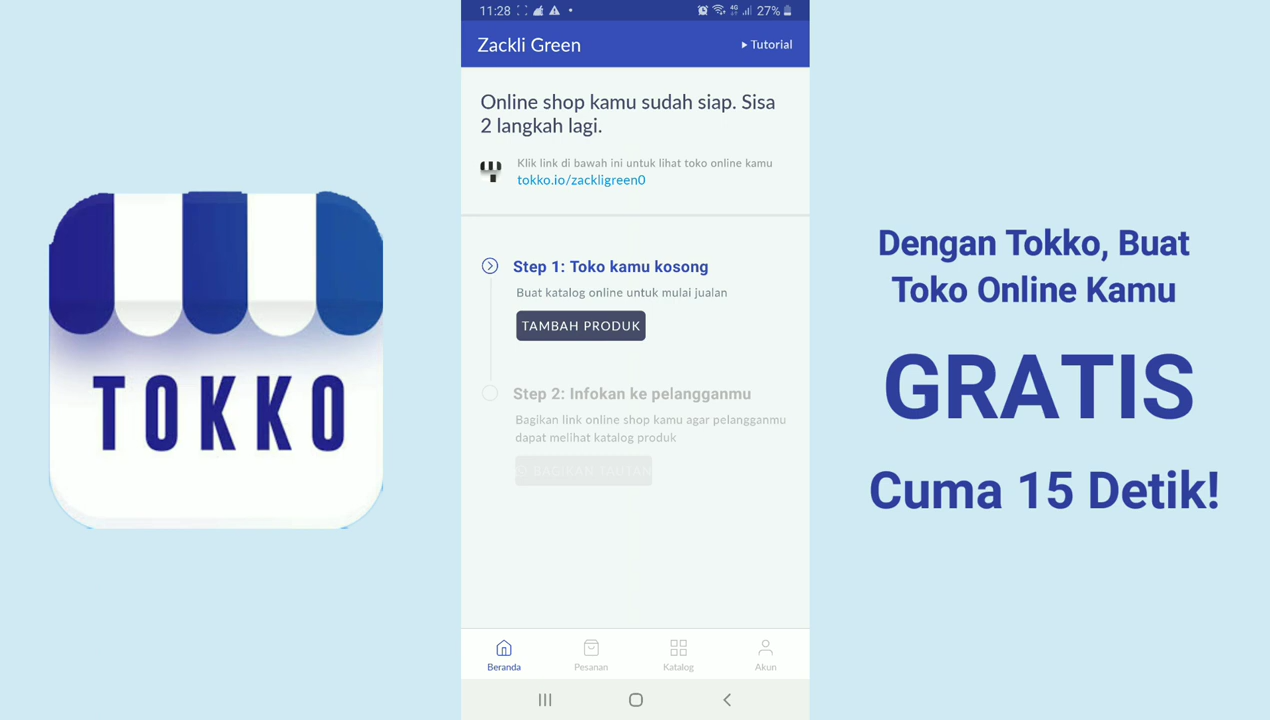 TOKKO
11:28
4G
27%
Zackli Green
Tutorial
Online shop kamu sudah siap. Sisa
2 langkah lagi.
Klik link di bawah ini untuk lihat toko online kamu
tokko.io/zackligreen0
Step 1: Toko kamu kosong
Buat katalog online untuk mulai jualan
TAMBAH PRODUK
Step 2: Infokan ke pelangganmu
Bagikan link online shop kamu agar pelangganmu
dapat melihat katalog produk
BAGIKAN TAUTAN
Beranda
Pesanan
Katalog
Akun
Dengan Tokko, Buat
Toko Online Kamu
GRATIS
Cuma 15 Detik!